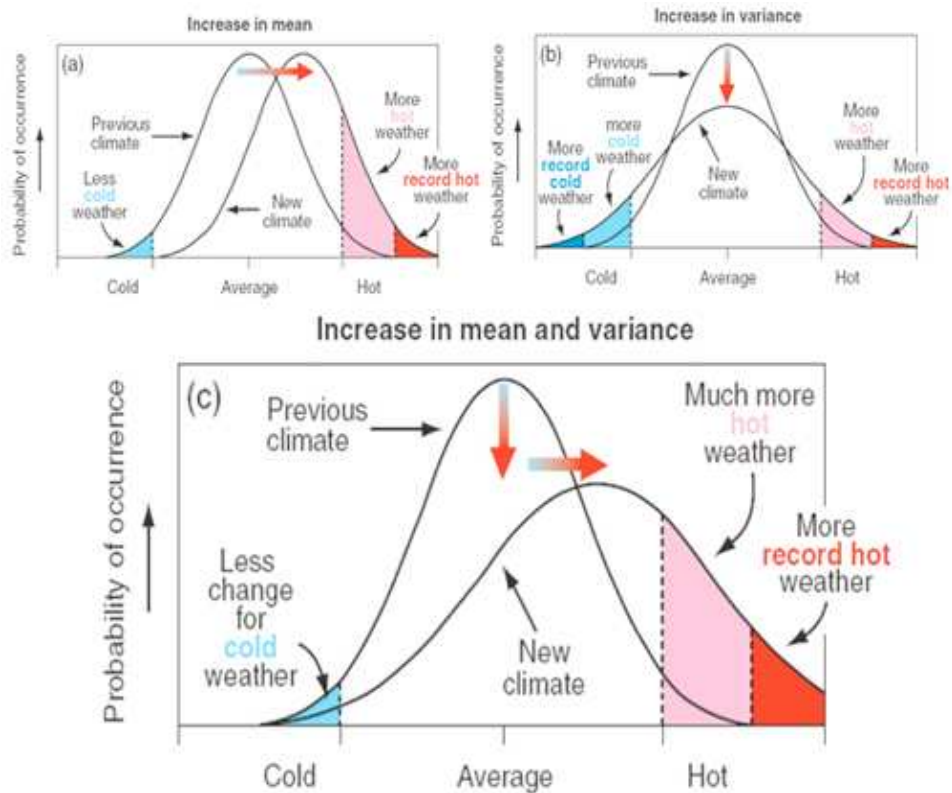 Increase in mean
(a)
Previous
climate
Less
cold
weather
New
climate
More
hot
weather
More
record hot
weather
Probability of occurrence
Cold
Average
Hot
Increase in variance
(b)
Previous
climate
more
cold
weather
More
record
cold
weather
New
climate
More
hot
weather
More
record hot
weather
Probability of occurrence
Cold
Average
Hot
Increase in mean and variance
(c)
Previous
climate
Less
change
for
cold
weather
New
climate
Much more
hot
weather
More
record hot
weather
Probability of occurrence
Cold
Average
Hot